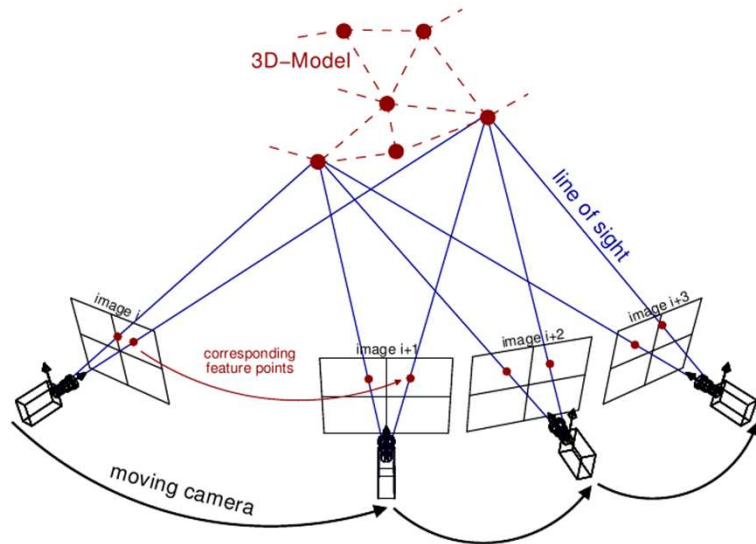 3D-Model
line of sight
image i
image i+1
image i+2
image i+3
corresponding
feature points
moving camera